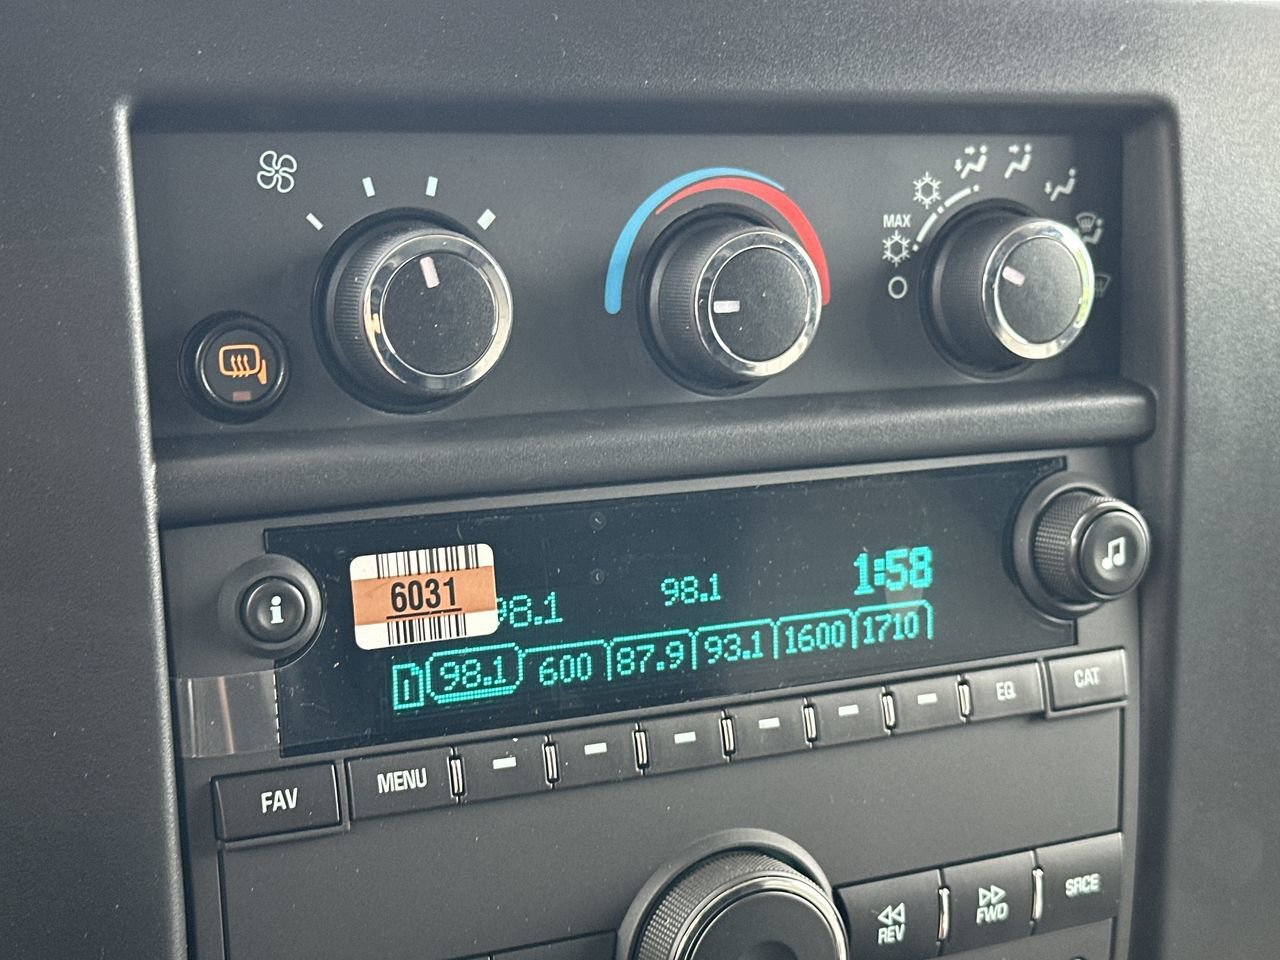 MAX
6031
98.1
98.1
1:58
98.1
600
87.9
93.1
1600
1710
FAV
MENU
EQ
CAT
REV
FWD
SRCE